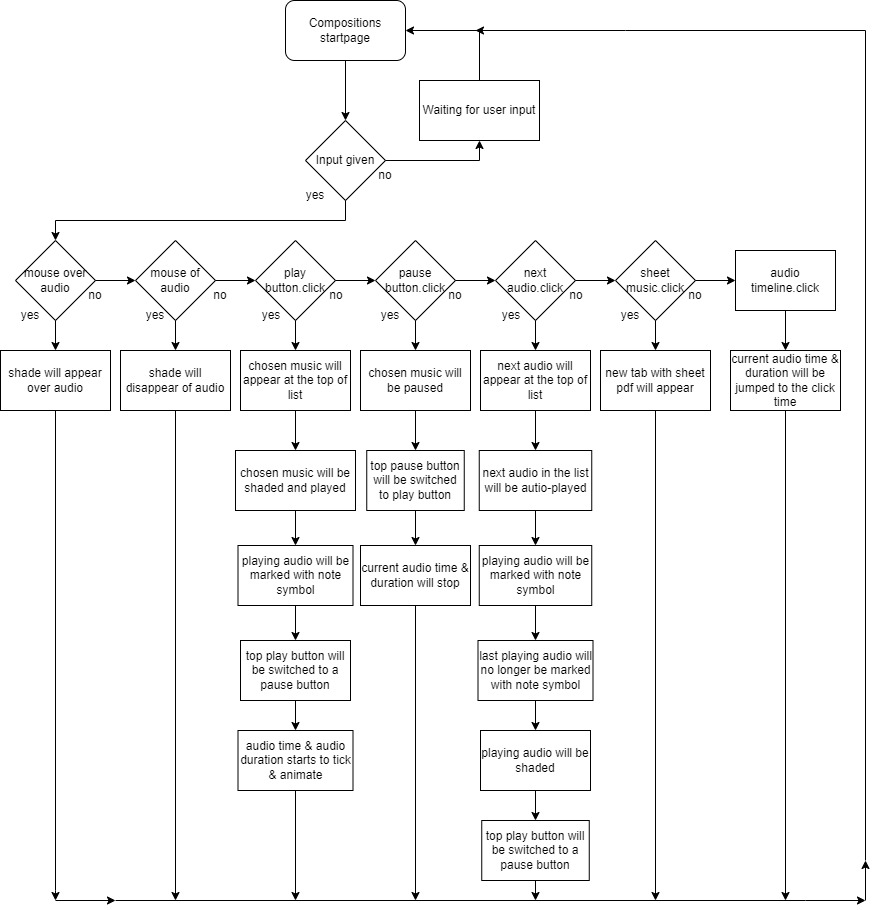 Compositions
startpage
Waiting for user input
Input given
no
yes
mouse over
audio
no
yes
mouse of
audio
no
yes
play
button.click
no
yes
pause
button.click
no
yes
next
audio.click
no
yes
sheet
music.click
no
yes
audio
timeline.click
shade will appear
over audio
shade will
disappear of audio
chosen music will
appear at the top of
list
chosen music will
be paused
next audio will
appear at the top of
list
new tab with sheet
pdf will appear
current audio time &
duration will be
jumped to the click
time
chosen music will be
shaded and played
top pause button
will be switched
to play button
next audio in the list
will be autio-played
playing audio will be
marked with note
symbol
current audio time &
duration will stop
playing audio will be
marked with note
symbol
top play button will
be switched to a
pause button
last playing audio will
no longer be marked
with note symbol
audio time & audio
duration starts to tick
& animate
playing audio will be
shaded
top play button will
be switched to a
pause button